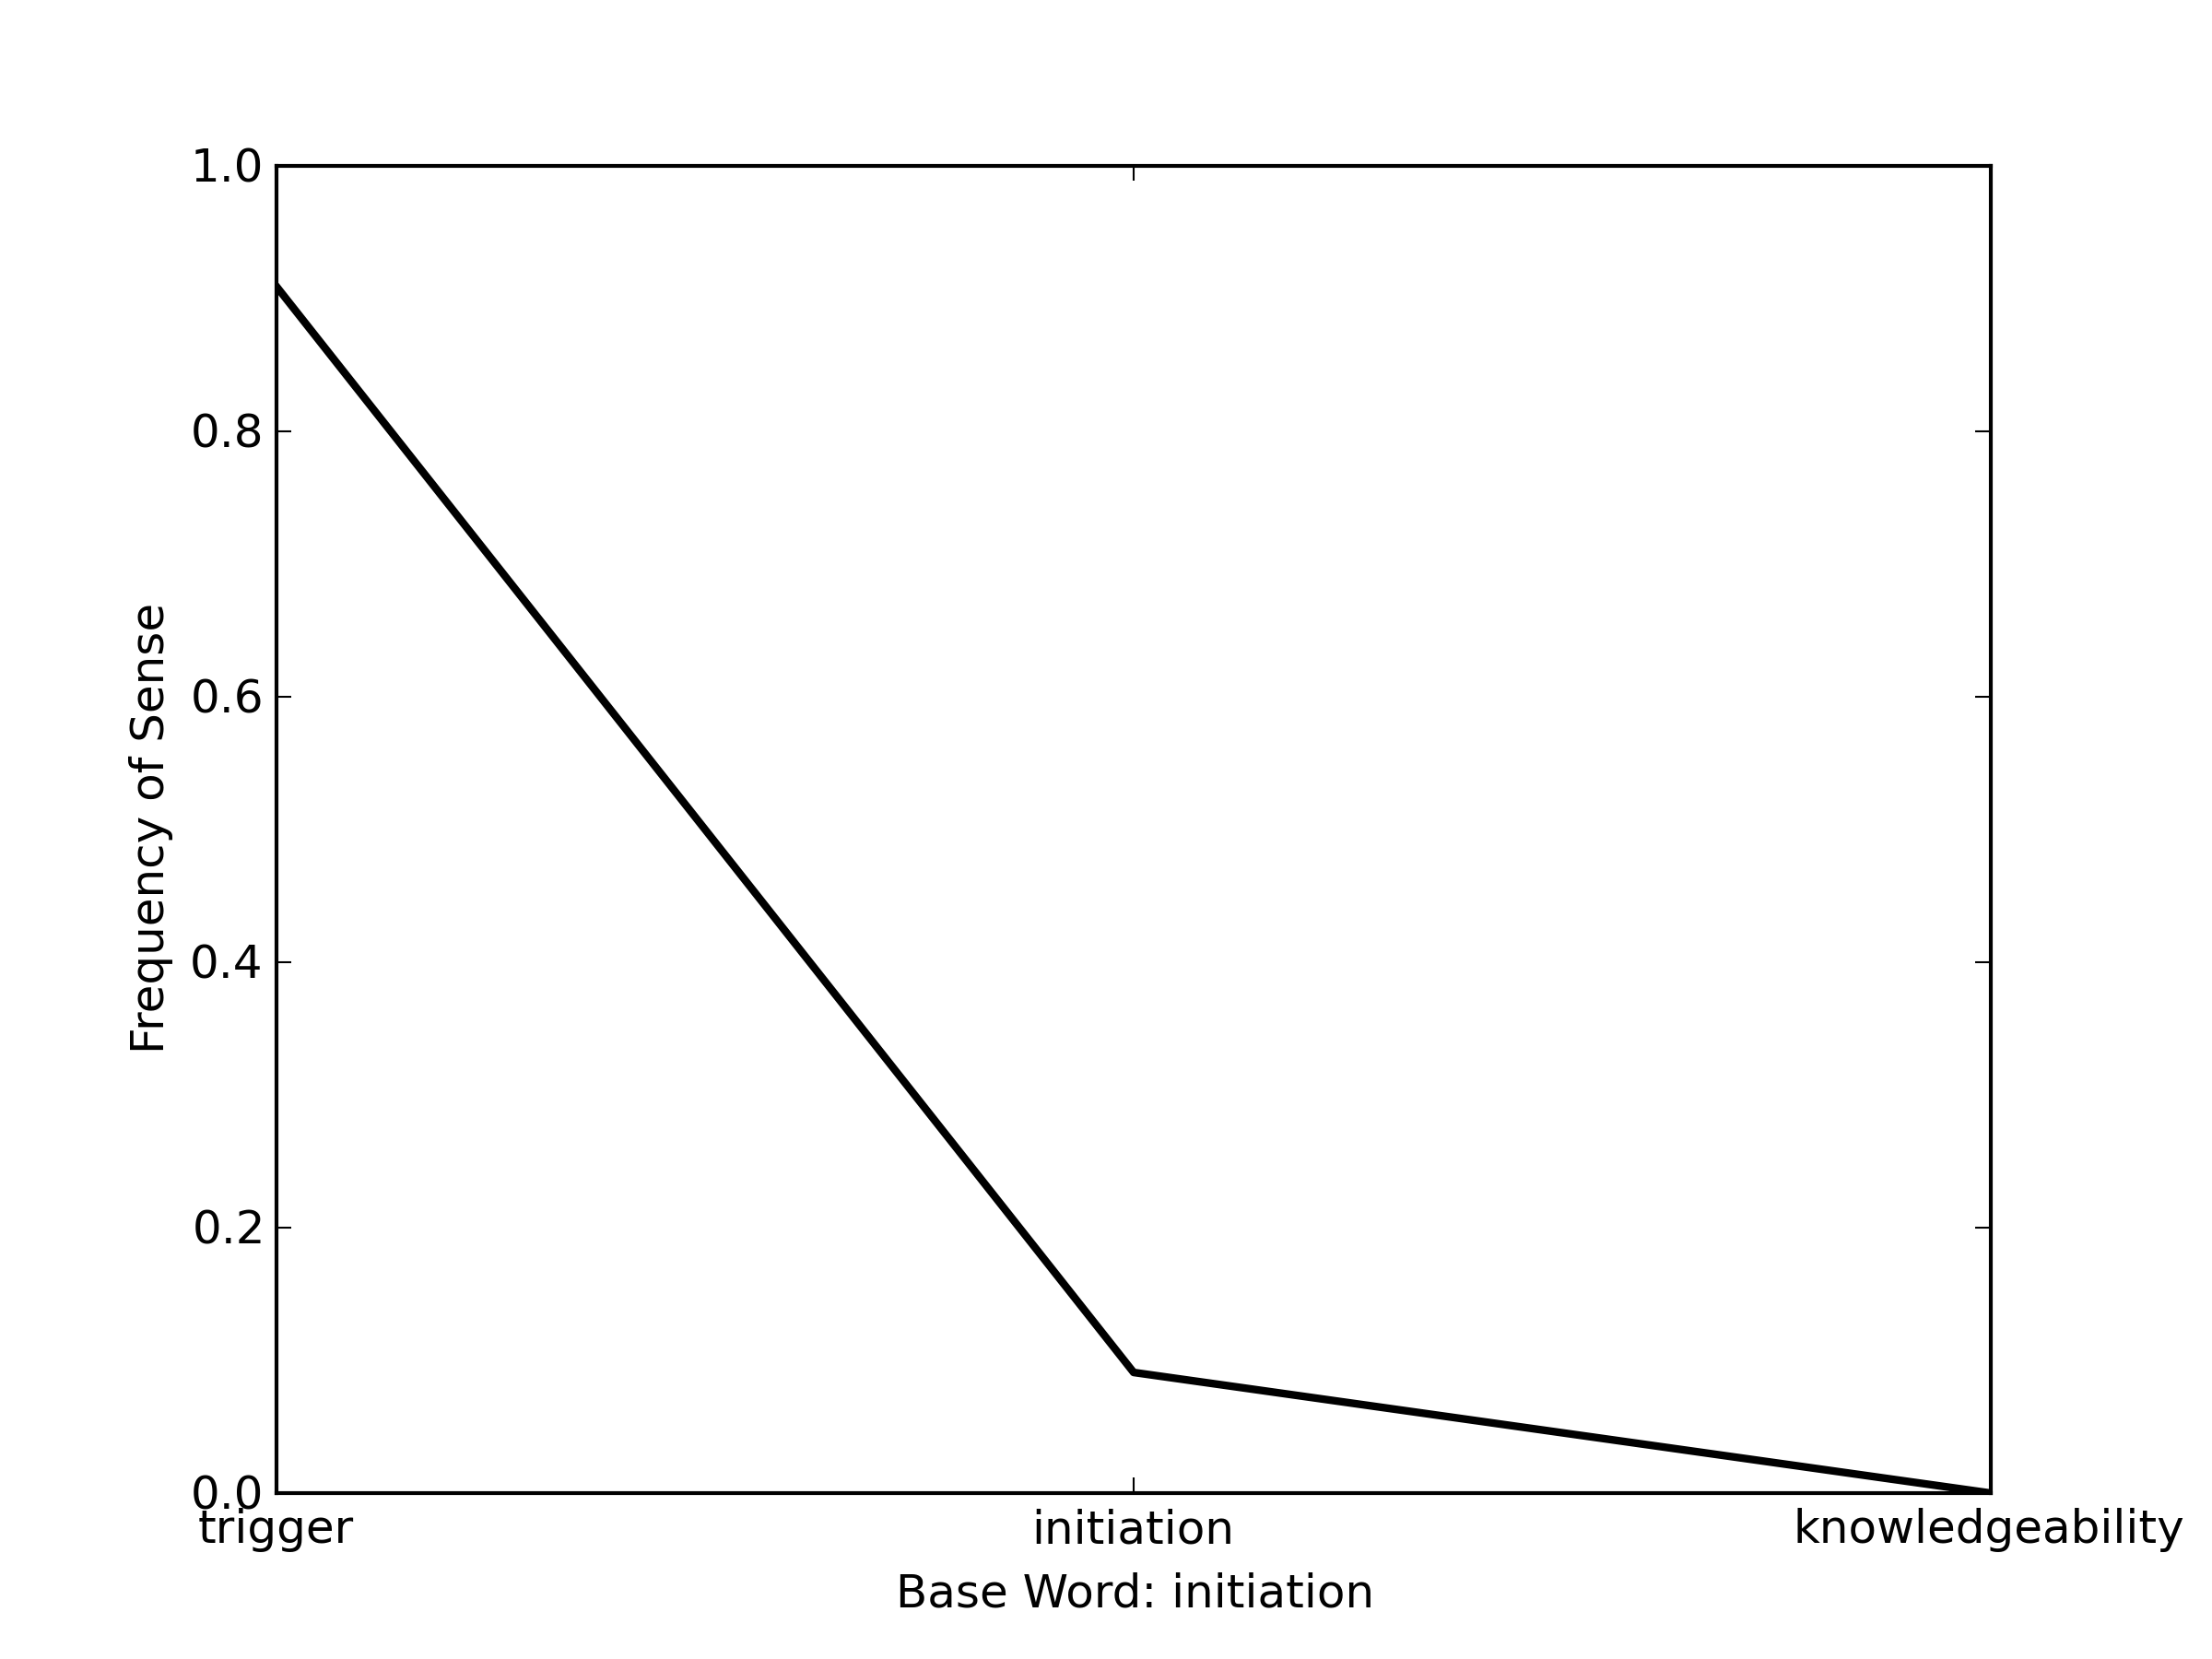 1.0
0.8
0.6
0.4
0.2
0.0
Frequency of Sense
trigger
initiation
knowledgeability
Base Word: initiation